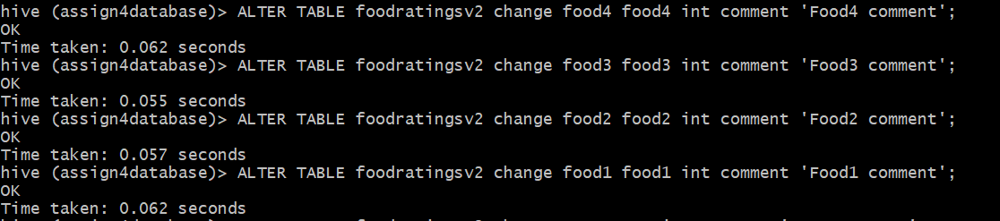 hive (assign4database)> ALTER TABLE foodratingsv2 change food4 food4 int comment 'Food4 comment';
OK
Time taken: 0.062 seconds
hive (assign4database)> ALTER TABLE foodratingsv2 change food3 food3 int comment 'Food3 comment';
OK
Time taken: 0.055 seconds
hive (assign4database)> ALTER TABLE foodratingsv2 change food2 food2 int comment 'Food2 comment';
OK
Time taken: 0.057 seconds
hive (assign4database)> ALTER TABLE foodratingsv2 change food1 food1 int comment 'Food1 comment';
OK
Time taken: 0.062 seconds